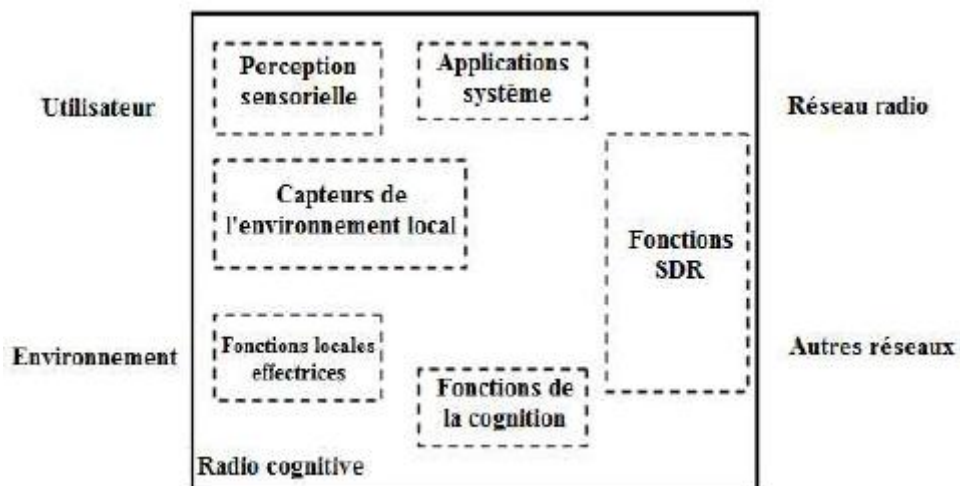 Perception
sensorielle
Applications
système
Utilisateur
Réseau radio
Capteurs de
l'environnement local
Fonctions
SDR
Environnement
Fonctions locales
effectrices
Autres réseaux
Fonctions de
la cognition
Radio cognitive